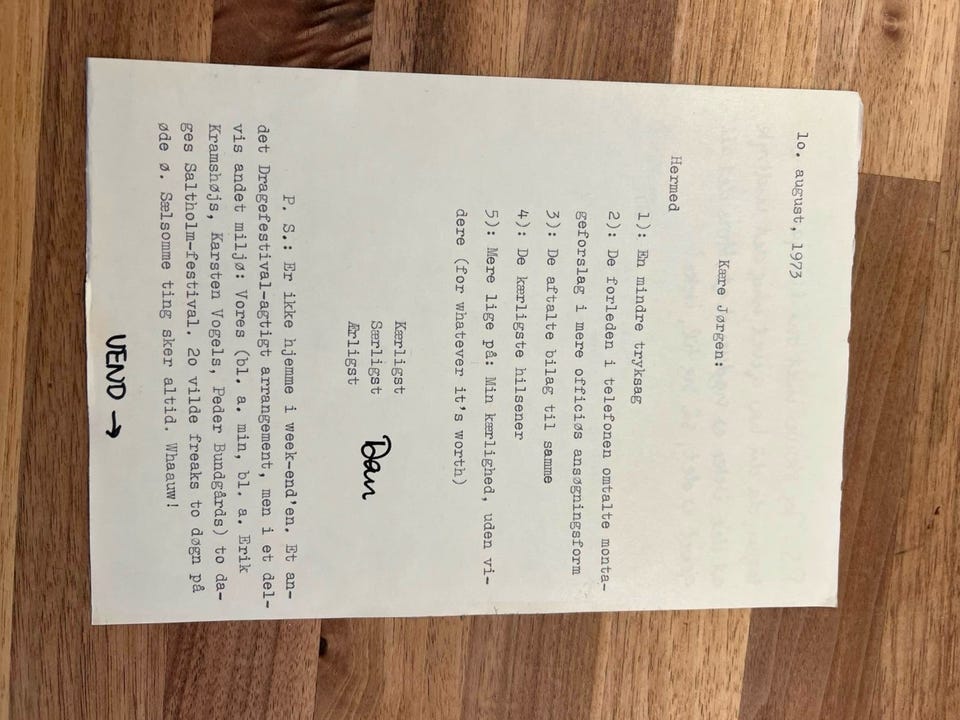 lo. august, 1973
Kære Jørgen:
Hermed
1): En mindre tryksag
2): De forleden i telefonen omtalte monta-
geforslag i mere officiøs ansøgningsform
3): De aftalte bilag til samme
4): De kærligste hilsener
5): Mere lige på: Min kærlighed, uden vi-
dere (for whatever it's worth)
Kærligst
Særligst
Ærligst
Dan
P. S.: Er ikke hjemme i week-end'en. Et an-
det Dragefestival-agtigt arrangement, men i et del-
vis andet miljø: Vores (bl. a. min, bl. a. Erik
Kramshøjs, Karsten Vogels, Peder Bundgårds) to da-
ges Saltholm-festival. 2o vilde freaks to døgn på
øde ø. Sælsomme ting sker altid. Whaauw!
VEND →